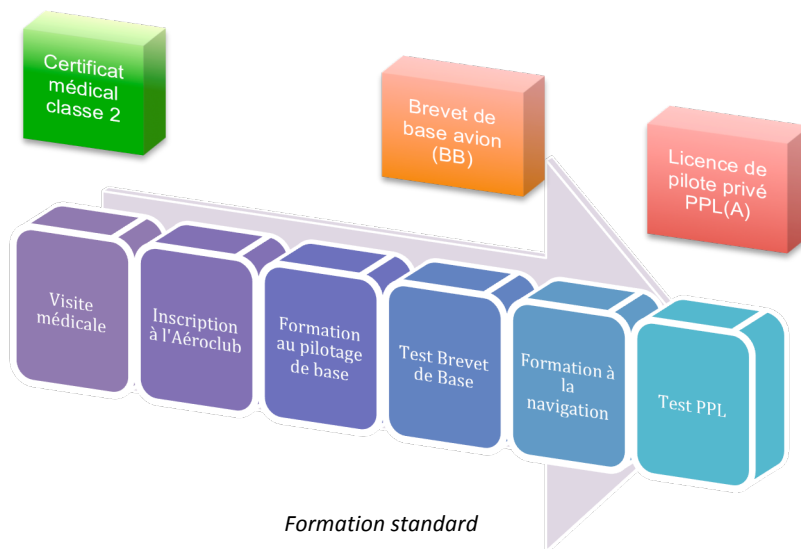 Certificat
médical
classe 2
Brevet de
base avion
(BB)
Licence de
pilote privé
PPL(A)
Visite
médicale
Inscription
à l'Aéroclub
Formation
au pilotage
de base
Test Brevet
de Base
Formation à
la
navigation
Test PPL
Formation standard